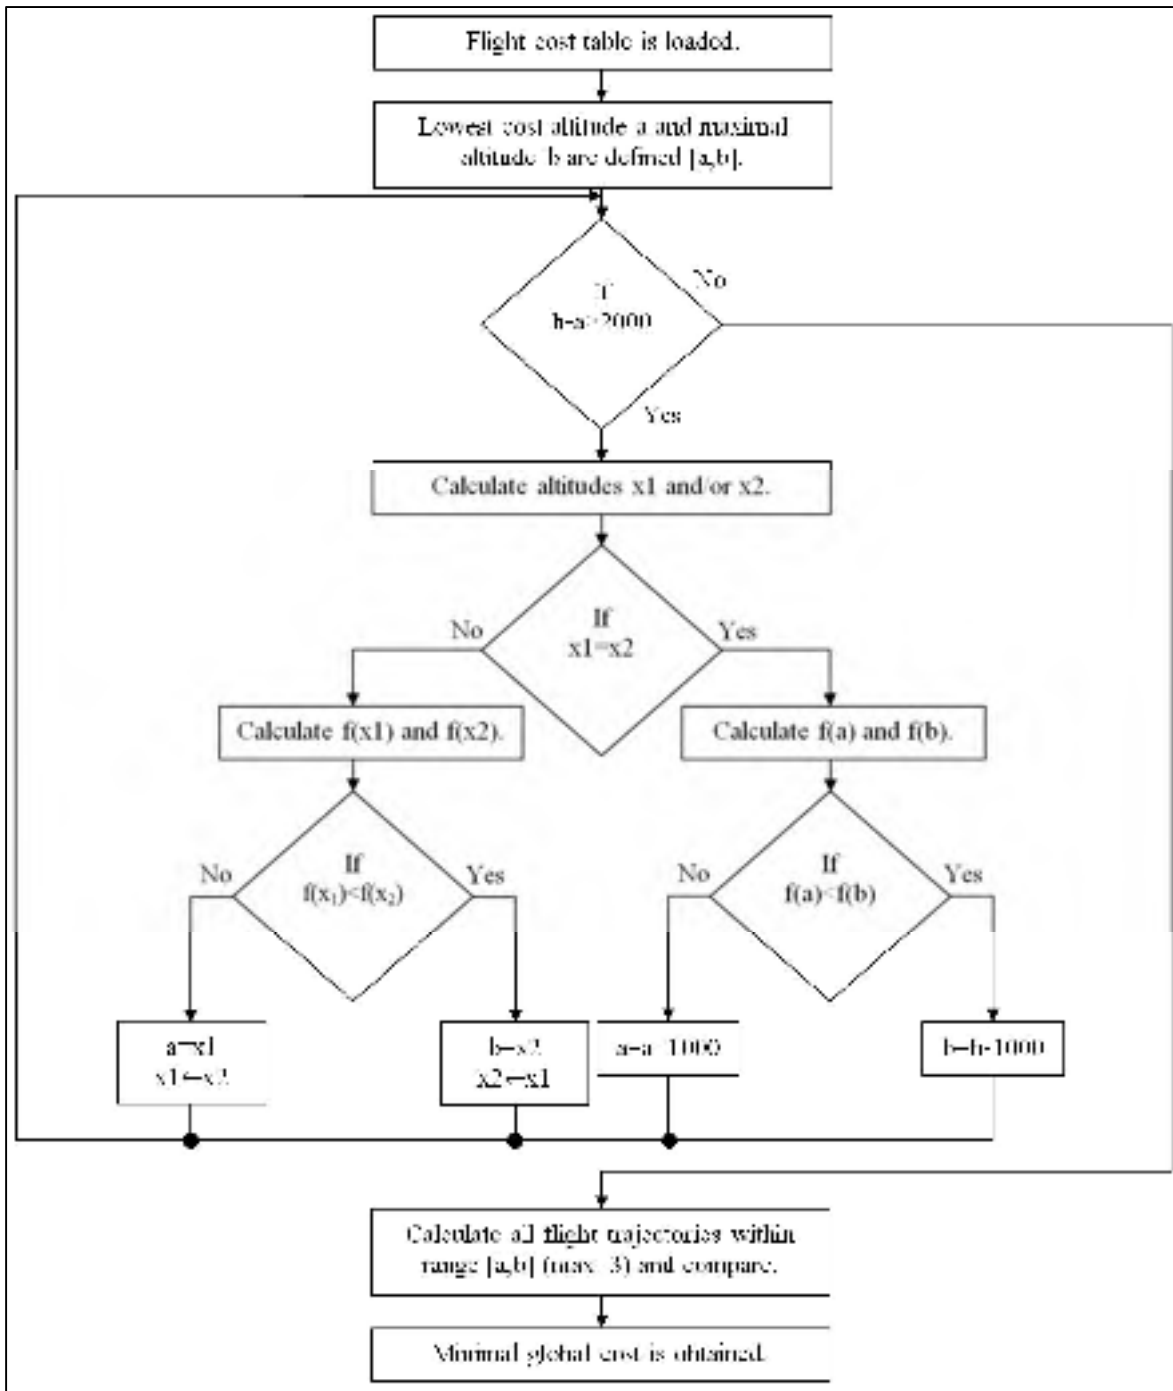 Flight cost table is loaded.
Lowest cost altitude a and maximal
altitude b are defined [a,b].
If
b-a>2000
No
Yes
Calculate altitudes x1 and/or x2.
If
x1=x2
No
Yes
Calculate f(x1) and f(x2).
Calculate f(a) and f(b).
If
f(x₁)<f(x₂)
No
Yes
If
f(a)<f(b)
No
Yes
a=x1
x1←x2
b=x2
x2←x1
b=b-1000
Calculate all flight trajectories within
range [a,b] (max 3) and compare.
Minimal global cost is obtained.